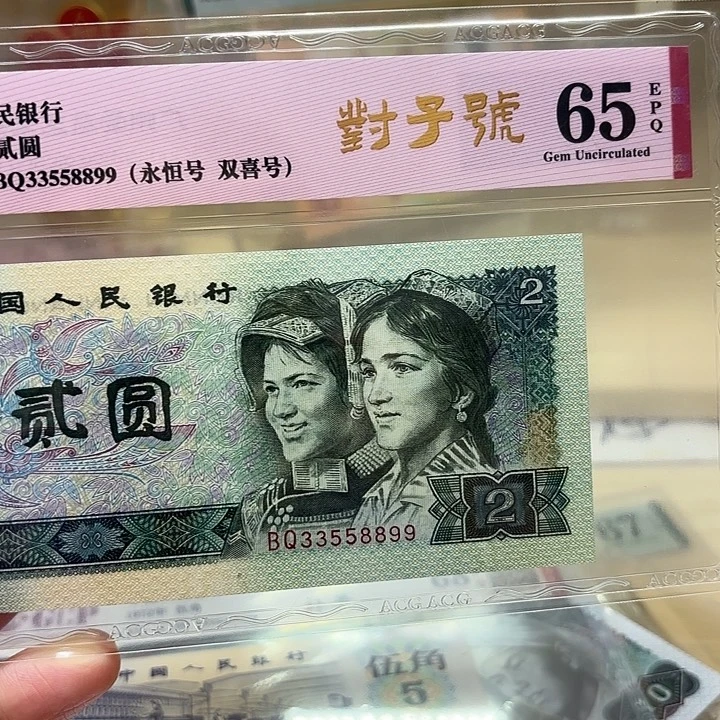 ACGACG
民银行
對子號
65
EPQ
贰圆
Gem Uncirculated
BQ33558899（永恒号 双喜号）
国人民银行
2
贰圆
2
BQ33558899
ACGACG
中国人民银行
伍角
5